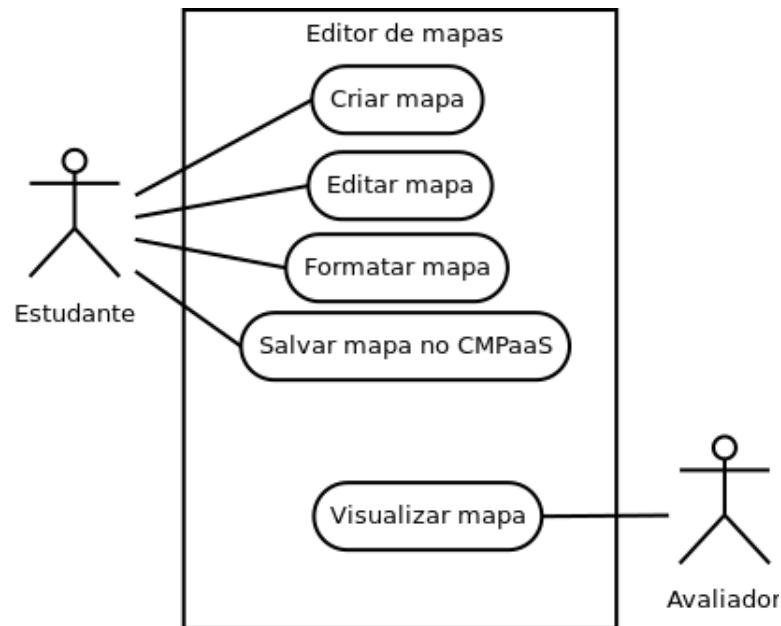 Editor de mapas
Criar mapa
Editar mapa
Formatar mapa
Estudante
Salvar mapa no CMPaaS
Visualizar mapa
Avaliador